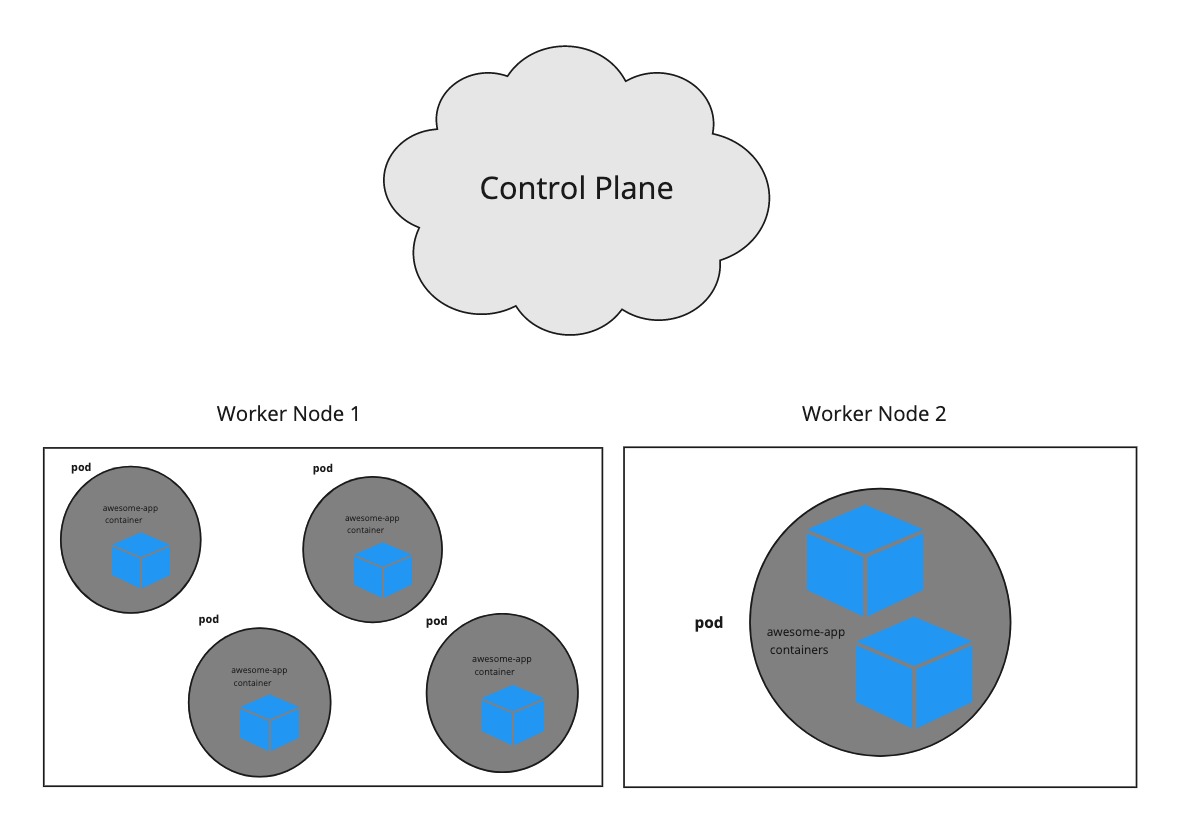 Control Plane
Worker Node 1
Worker Node 2
pod
awesome-app
container
pod
awesome-app
container
pod
awesome-app
container
pod
awesome-app
container
pod
awesome-app
containers